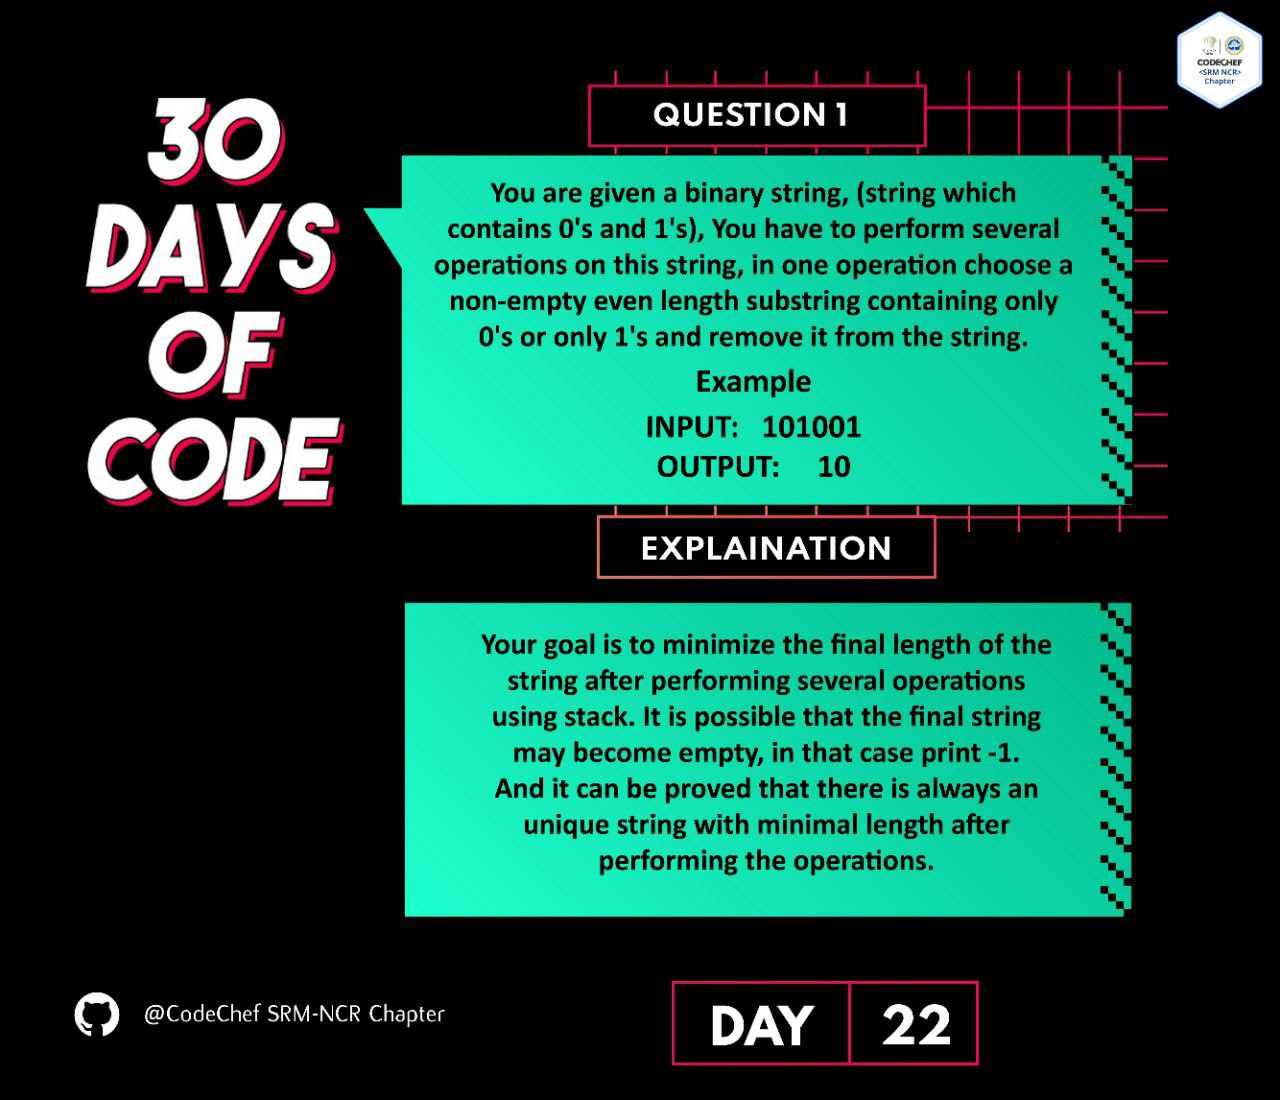 CODECHEF
<SRM NCR>
Chapter
30
DAYS
OF
CODE
QUESTION 1
You are given a binary string, (string which
contains 0's and 1's), You have to perform several
operations on this string, in one operation choose a
non-empty even length substring containing only
0's or only 1's and remove it from the string.
Example
INPUT: 101001
OUTPUT: 10
EXPLAINATION
Your goal is to minimize the final length of the
string after performing several operations
using stack. It is possible that the final string
may become empty, in that case print -1.
And it can be proved that there is always an
unique string with minimal length after
performing the operations.
@CodeChef SRM-NCR Chapter
DAY 22